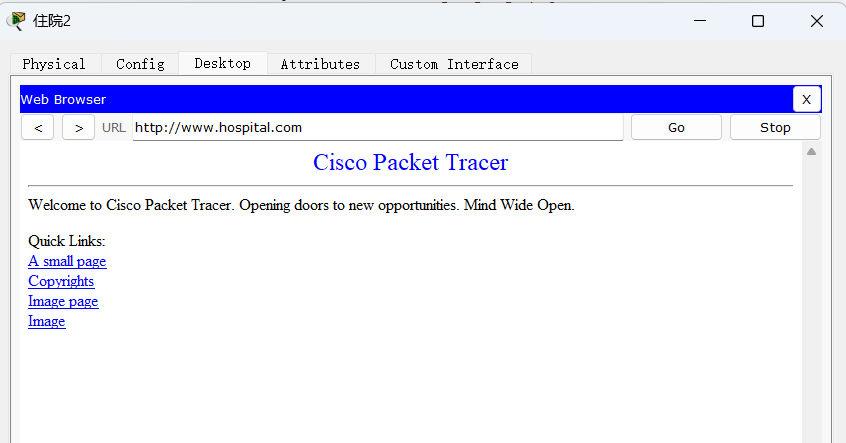 住院2
Physical Config Desktop Attributes Custom Interface
Web Browser X
< > URL http://www.hospital.com Go Stop
Cisco Packet Tracer
Welcome to Cisco Packet Tracer. Opening doors to new opportunities. Mind Wide Open.
Quick Links:
A small page
Copyrights
Image page
Image